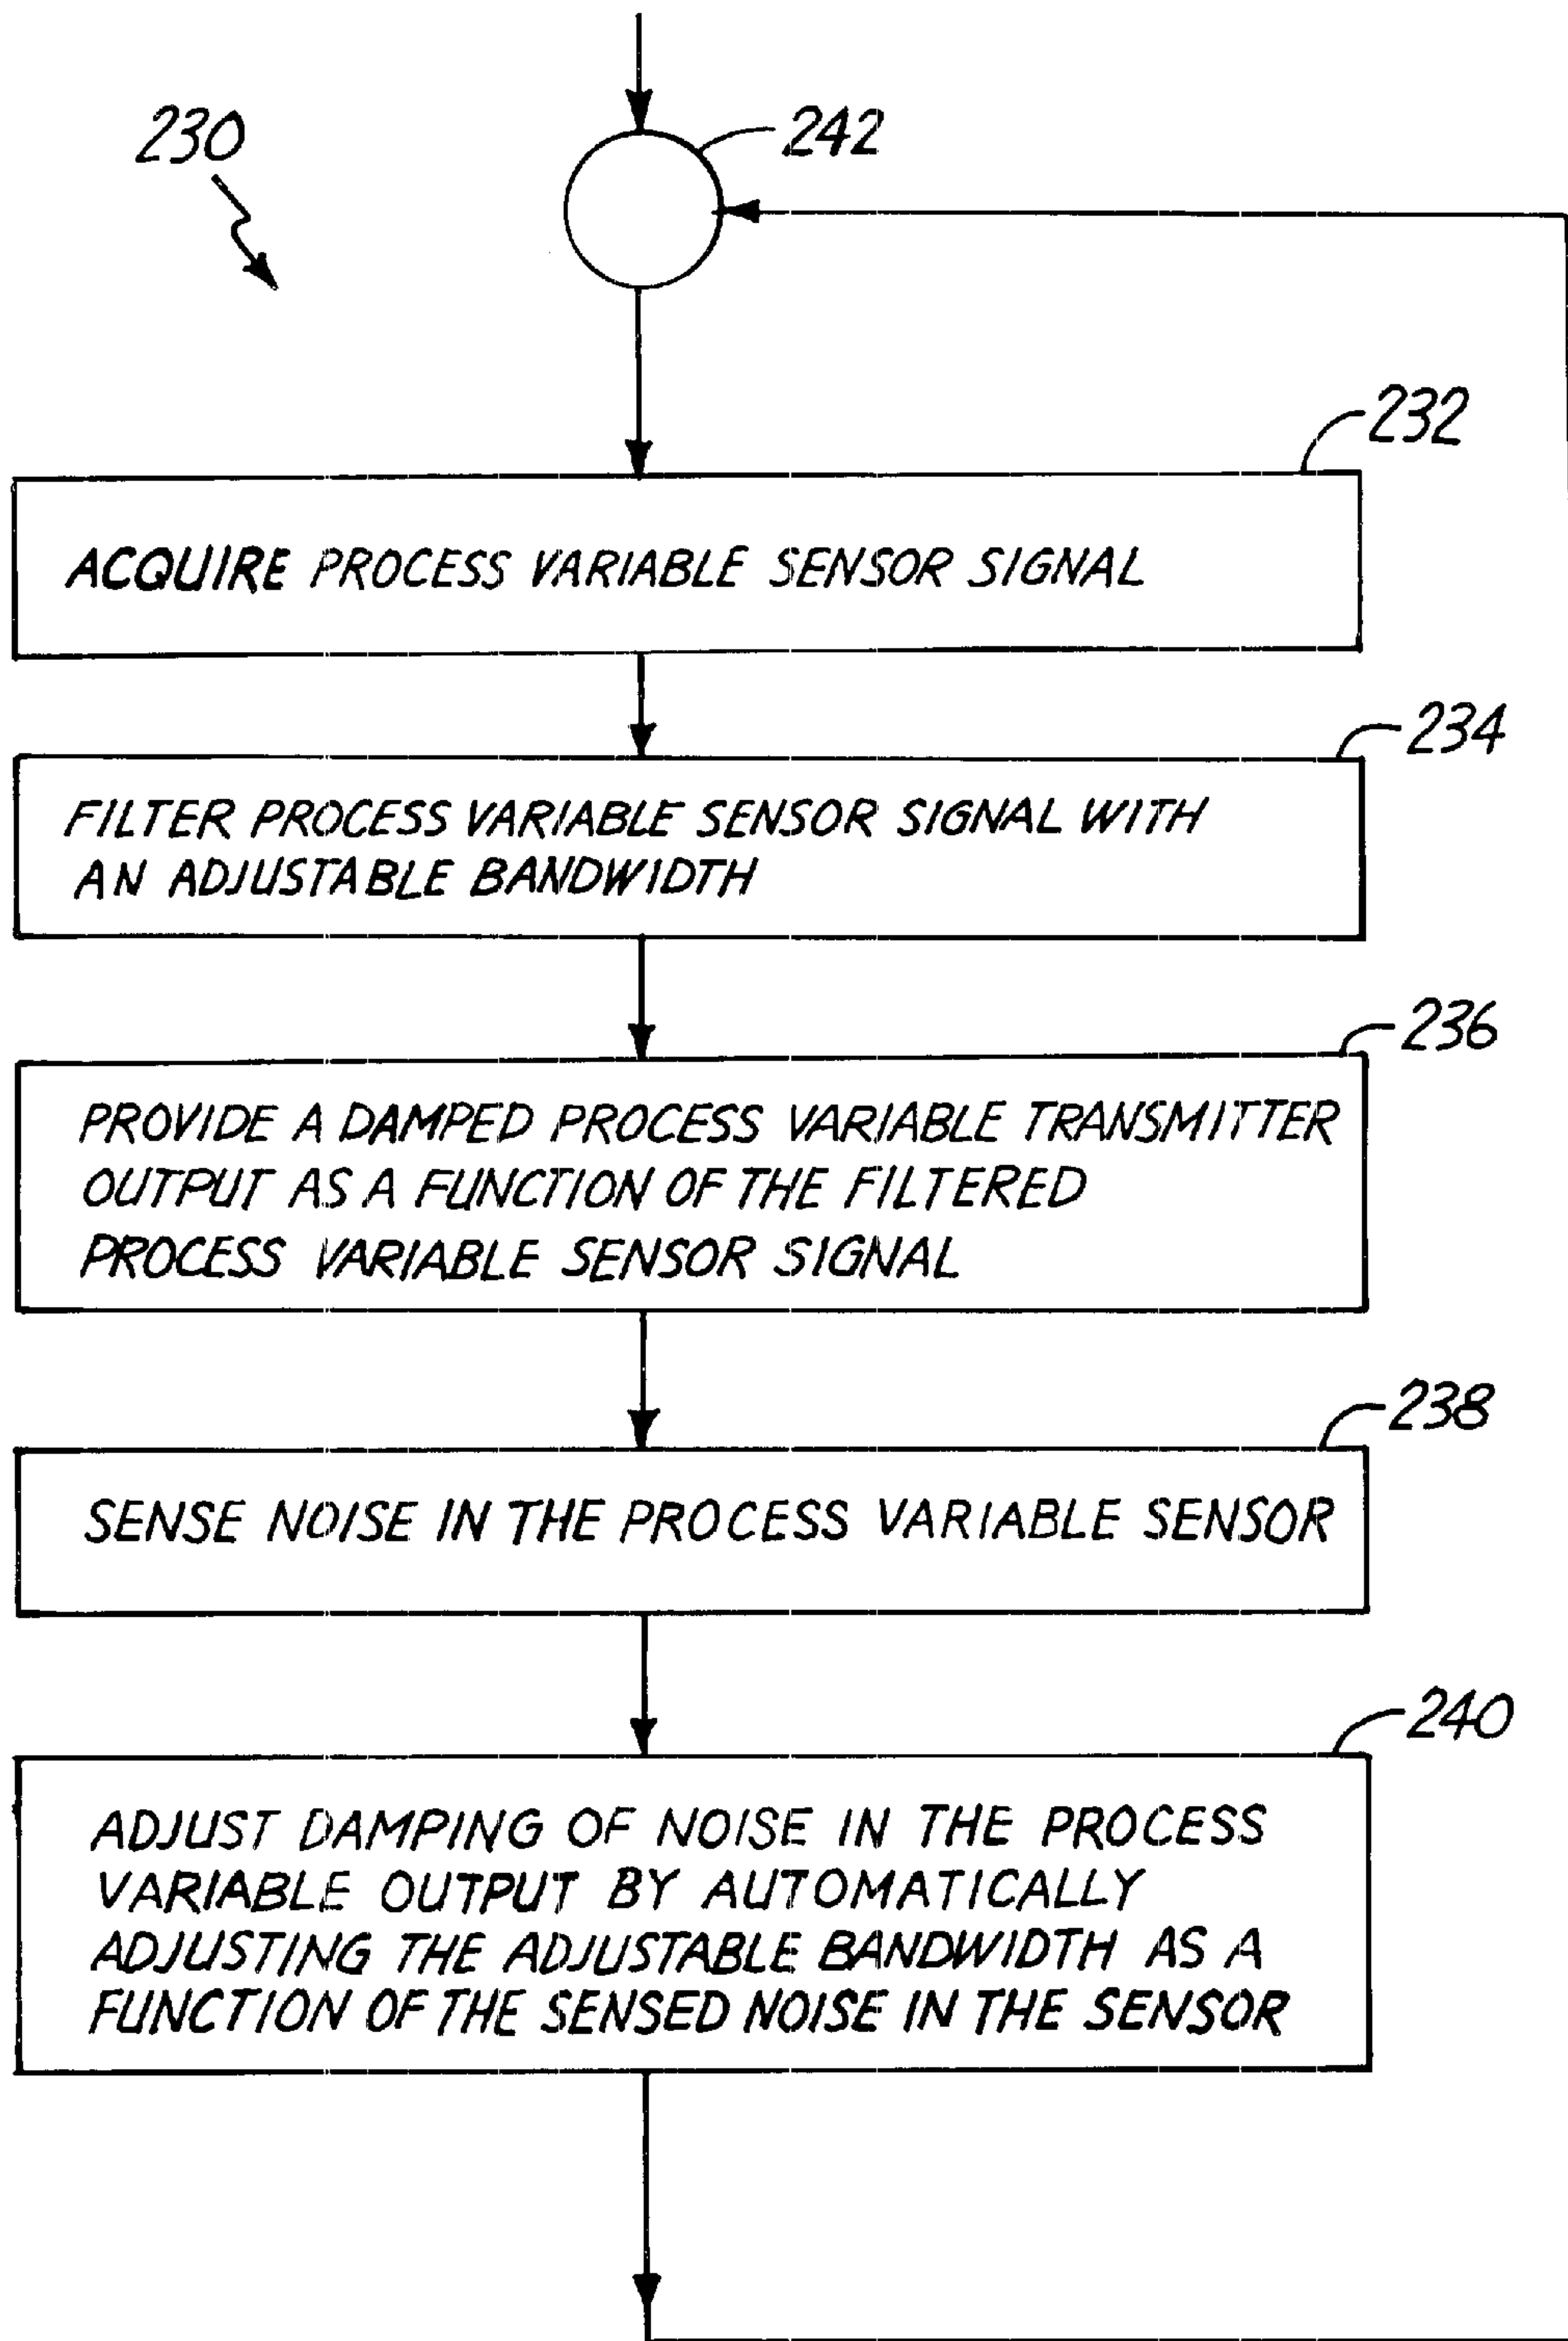 230
242
232
ACQUIRE PROCESS VARIABLE SENSOR SIGNAL
234
FILTER PROCESS VARIABLE SENSOR SIGNAL WITH
AN ADJUSTABLE BANDWIDTH
236
PROVIDE A DAMPED PROCESS VARIABLE TRANSMITTER
OUTPUT AS A FUNCTION OF THE FILTERED
PROCESS VARIABLE SENSOR SIGNAL
238
SENSE NOISE IN THE PROCESS VARIABLE SENSOR
240
ADJUST DAMPING OF NOISE IN THE PROCESS
VARIABLE OUTPUT BY AUTOMATICALLY
ADJUSTING THE ADJUSTABLE BANDWIDTH AS A
FUNCTION OF THE SENSED NOISE IN THE SENSOR